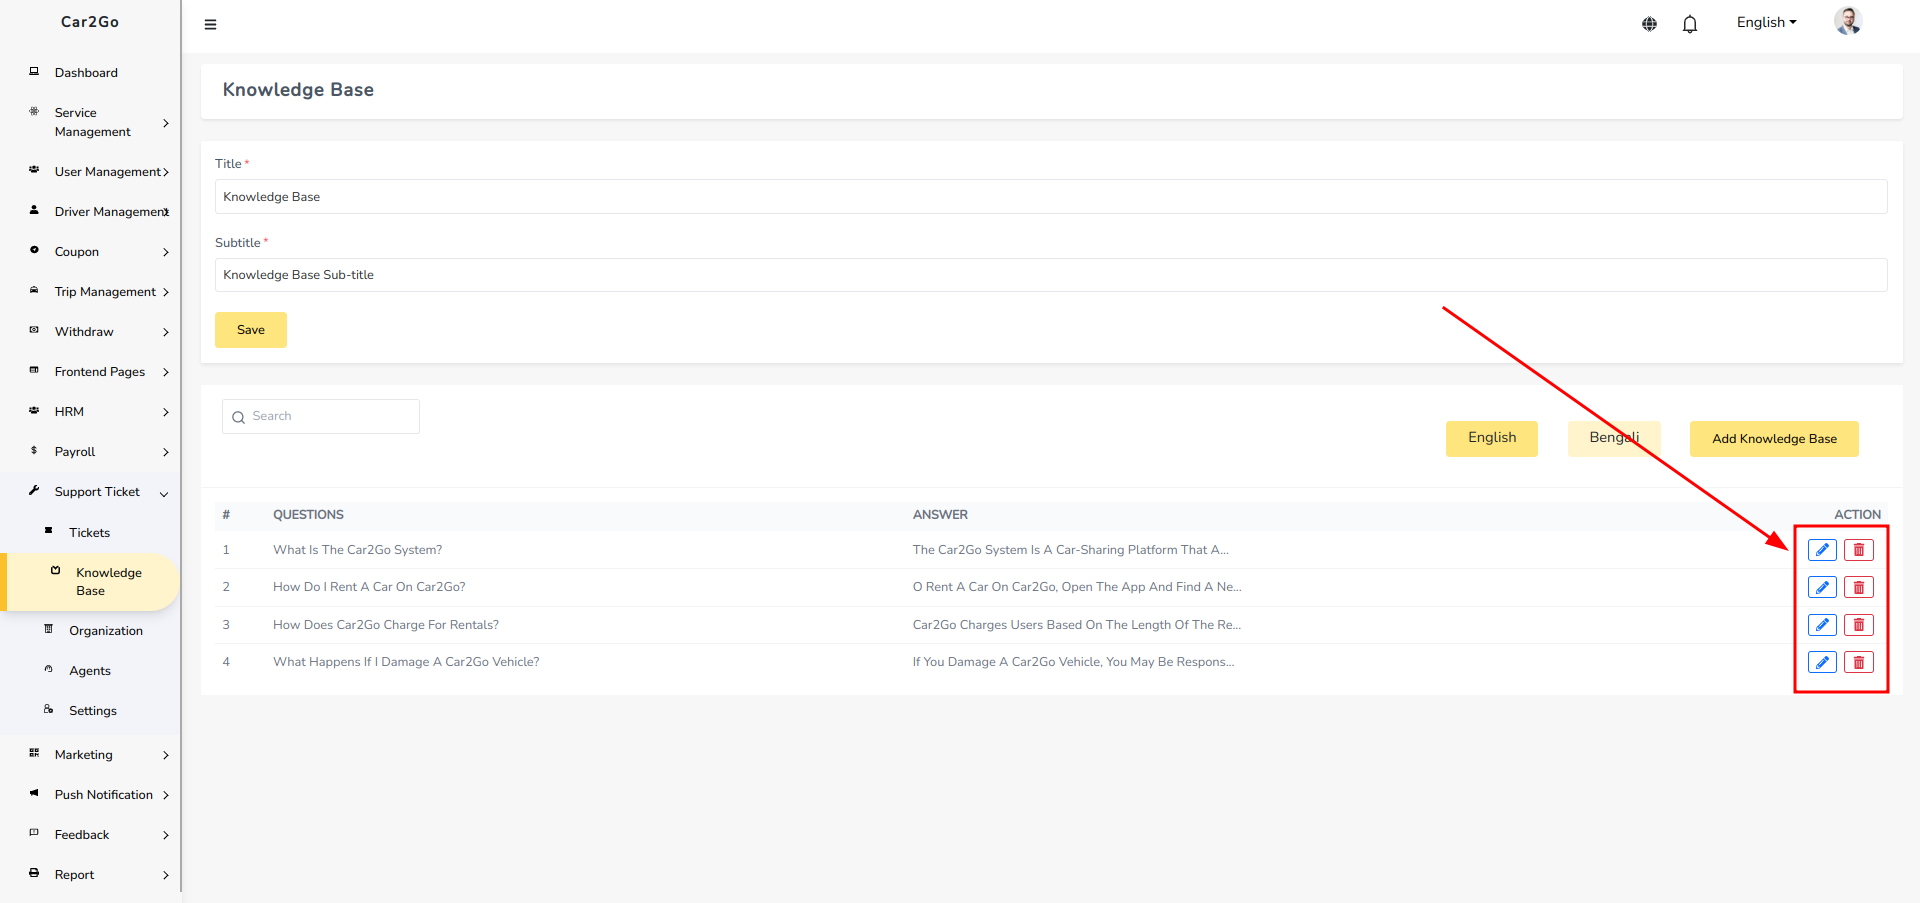 Car2Go
English
Dashboard
Service
Management
User Management
Driver Management
Coupon
Trip Management
Withdraw
Frontend Pages
HRM
Payroll
Support Ticket
Tickets
Knowledge
Base
Organization
Agents
Settings
Marketing
Push Notification
Feedback
Report
Knowledge Base
Title *
Knowledge Base
Subtitle *
Knowledge Base Sub-title
Save
Search
English
Bengali
Add Knowledge Base
# QUESTIONS ANSWER ACTION
1 What Is The Car2Go System? The Car2Go System Is A Car-Sharing Platform That A...
2 How Do I Rent A Car On Car2Go? O Rent A Car On Car2Go, Open The App And Find A Ne...
3 How Does Car2Go Charge For Rentals? Car2Go Charges Users Based On The Length Of The Re...
4 What Happens If I Damage A Car2Go Vehicle? If You Damage A Car2Go Vehicle, You May Be Respons...